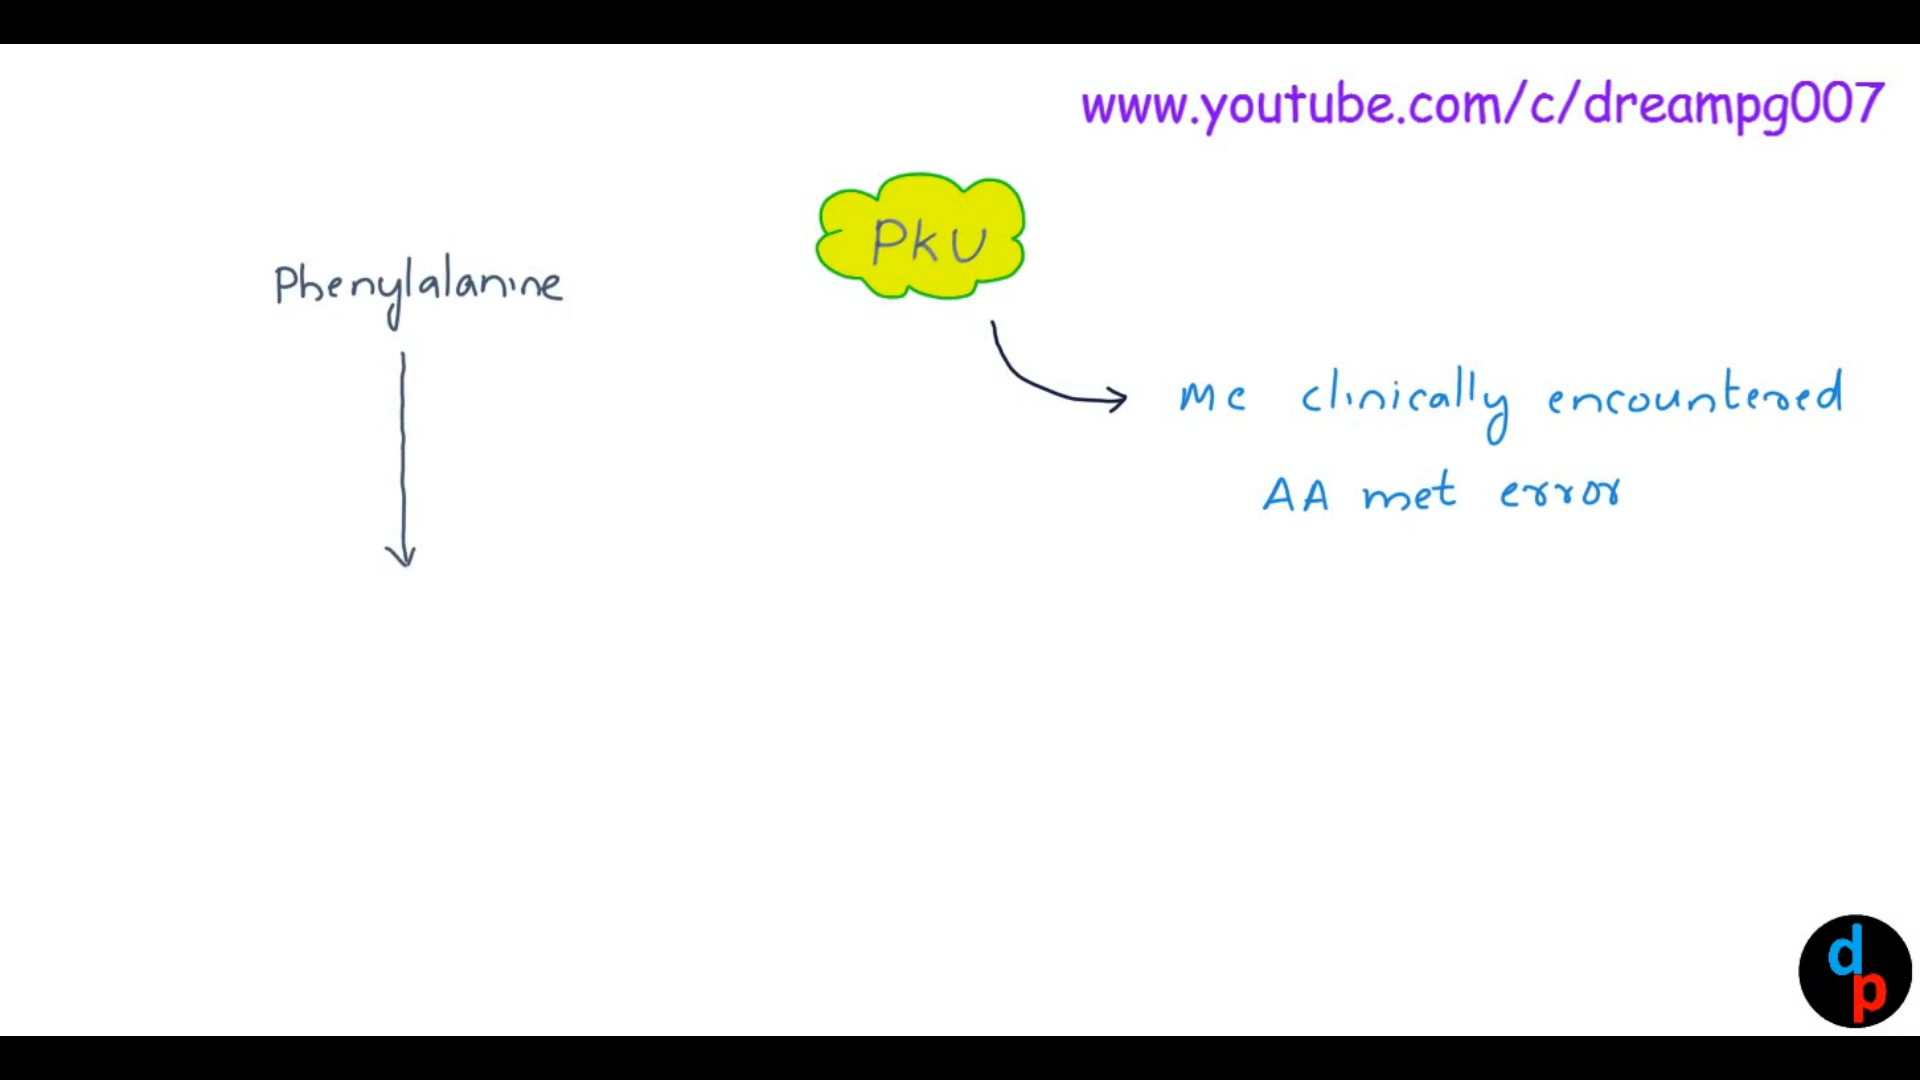 www.youtube.com/c/dreampg007
PKU
Phenylalanine
MC clinically encountered
AA met error
dp